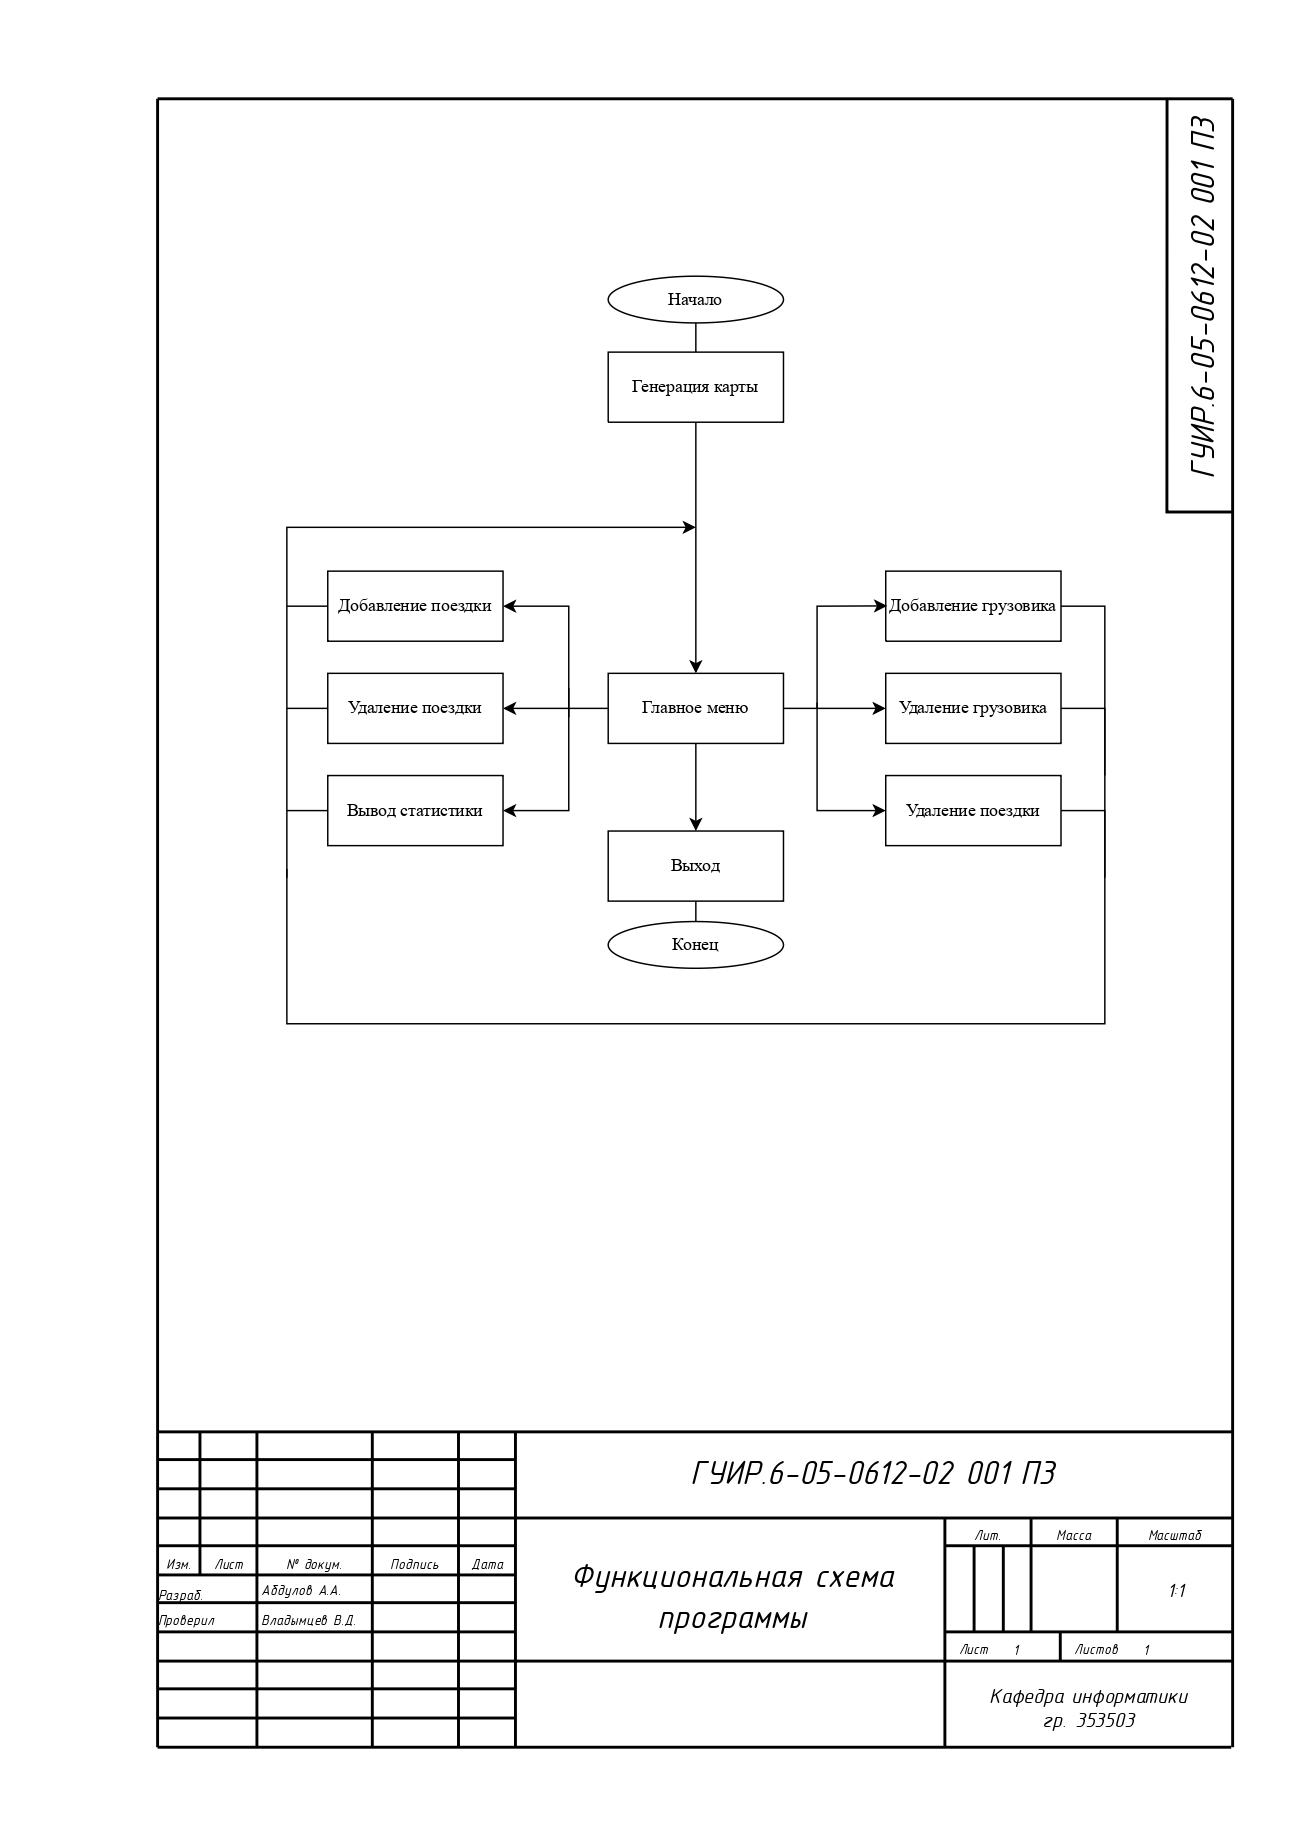 ГУИР.6-05-0612-02 001 ПЗ
Начало
Генерация карты
Добавление поездки
Добавление грузовика
Удаление поездки
Главное меню
Удаление грузовика
Вывод статистики
Удаление поездки
Выход
Конец
ГУИР.6-05-0612-02 001 ПЗ
Лит. Масса Масштаб
Изм. Лист № докум. Подпись Дата
Функциональная схема
программы
Разраб. Абдулов А.А.
1:1
Проверил Владымцев В.Д.
Лист 1 Листов 1
Кафедра информатики
гр. 353503